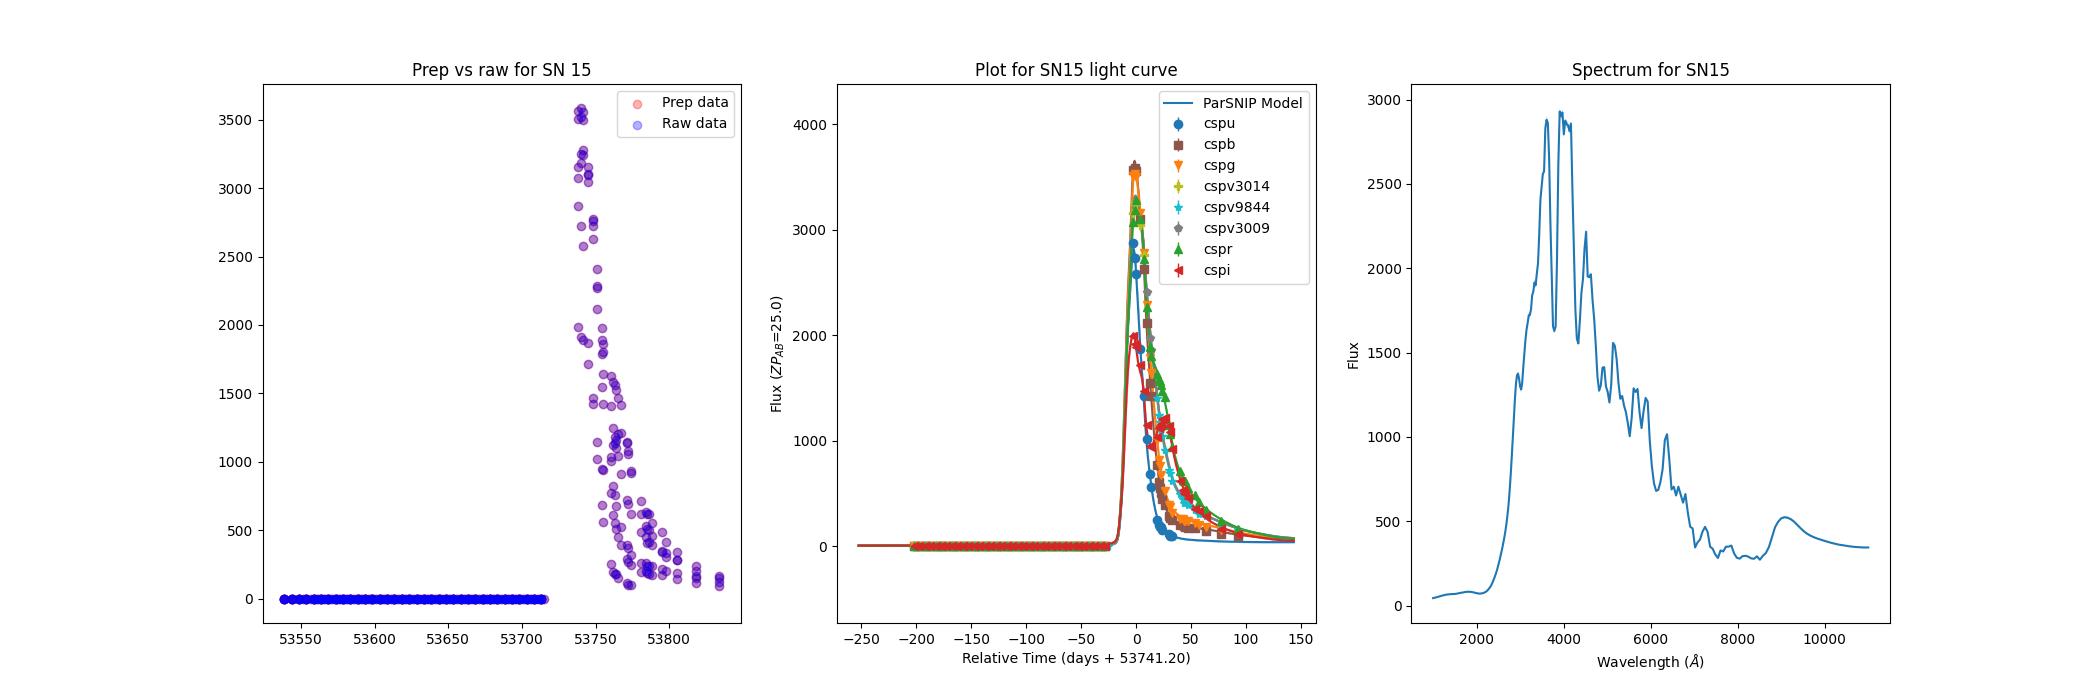 Prep vs raw for SN 15
Prep data
Raw data
3500
3000
2500
2000
1500
1000
500
0
53550
53600
53650
53700
53750
53800
Plot for SN15 light curve
ParSNIP Model
cspu
cspb
cspg
cspv3014
cspv9844
cspv3009
cspr
cspi
Flux (ZP_AB=25.0)
4000
3000
2000
1000
0
−250
−200
−150
−100
−50
0
50
100
150
Relative Time (days + 53741.20)
Spectrum for SN15
Flux
3000
2500
2000
1500
1000
500
0
2000
4000
6000
8000
10000
Wavelength (Å)